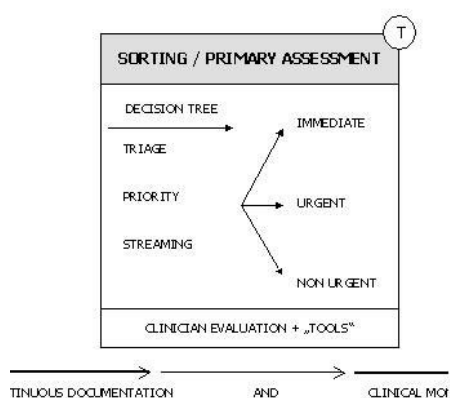 T
SORTING / PRIMARY ASSESSMENT
DECISION TREE
TRIAGE
PRIORITY
STREAMING
IMMEDIATE
URGENT
NON URGENT
CLINICIAN EVALUATION + „TOOLS“
TINUOUS DOCUMENTATION AND CLINICAL MO